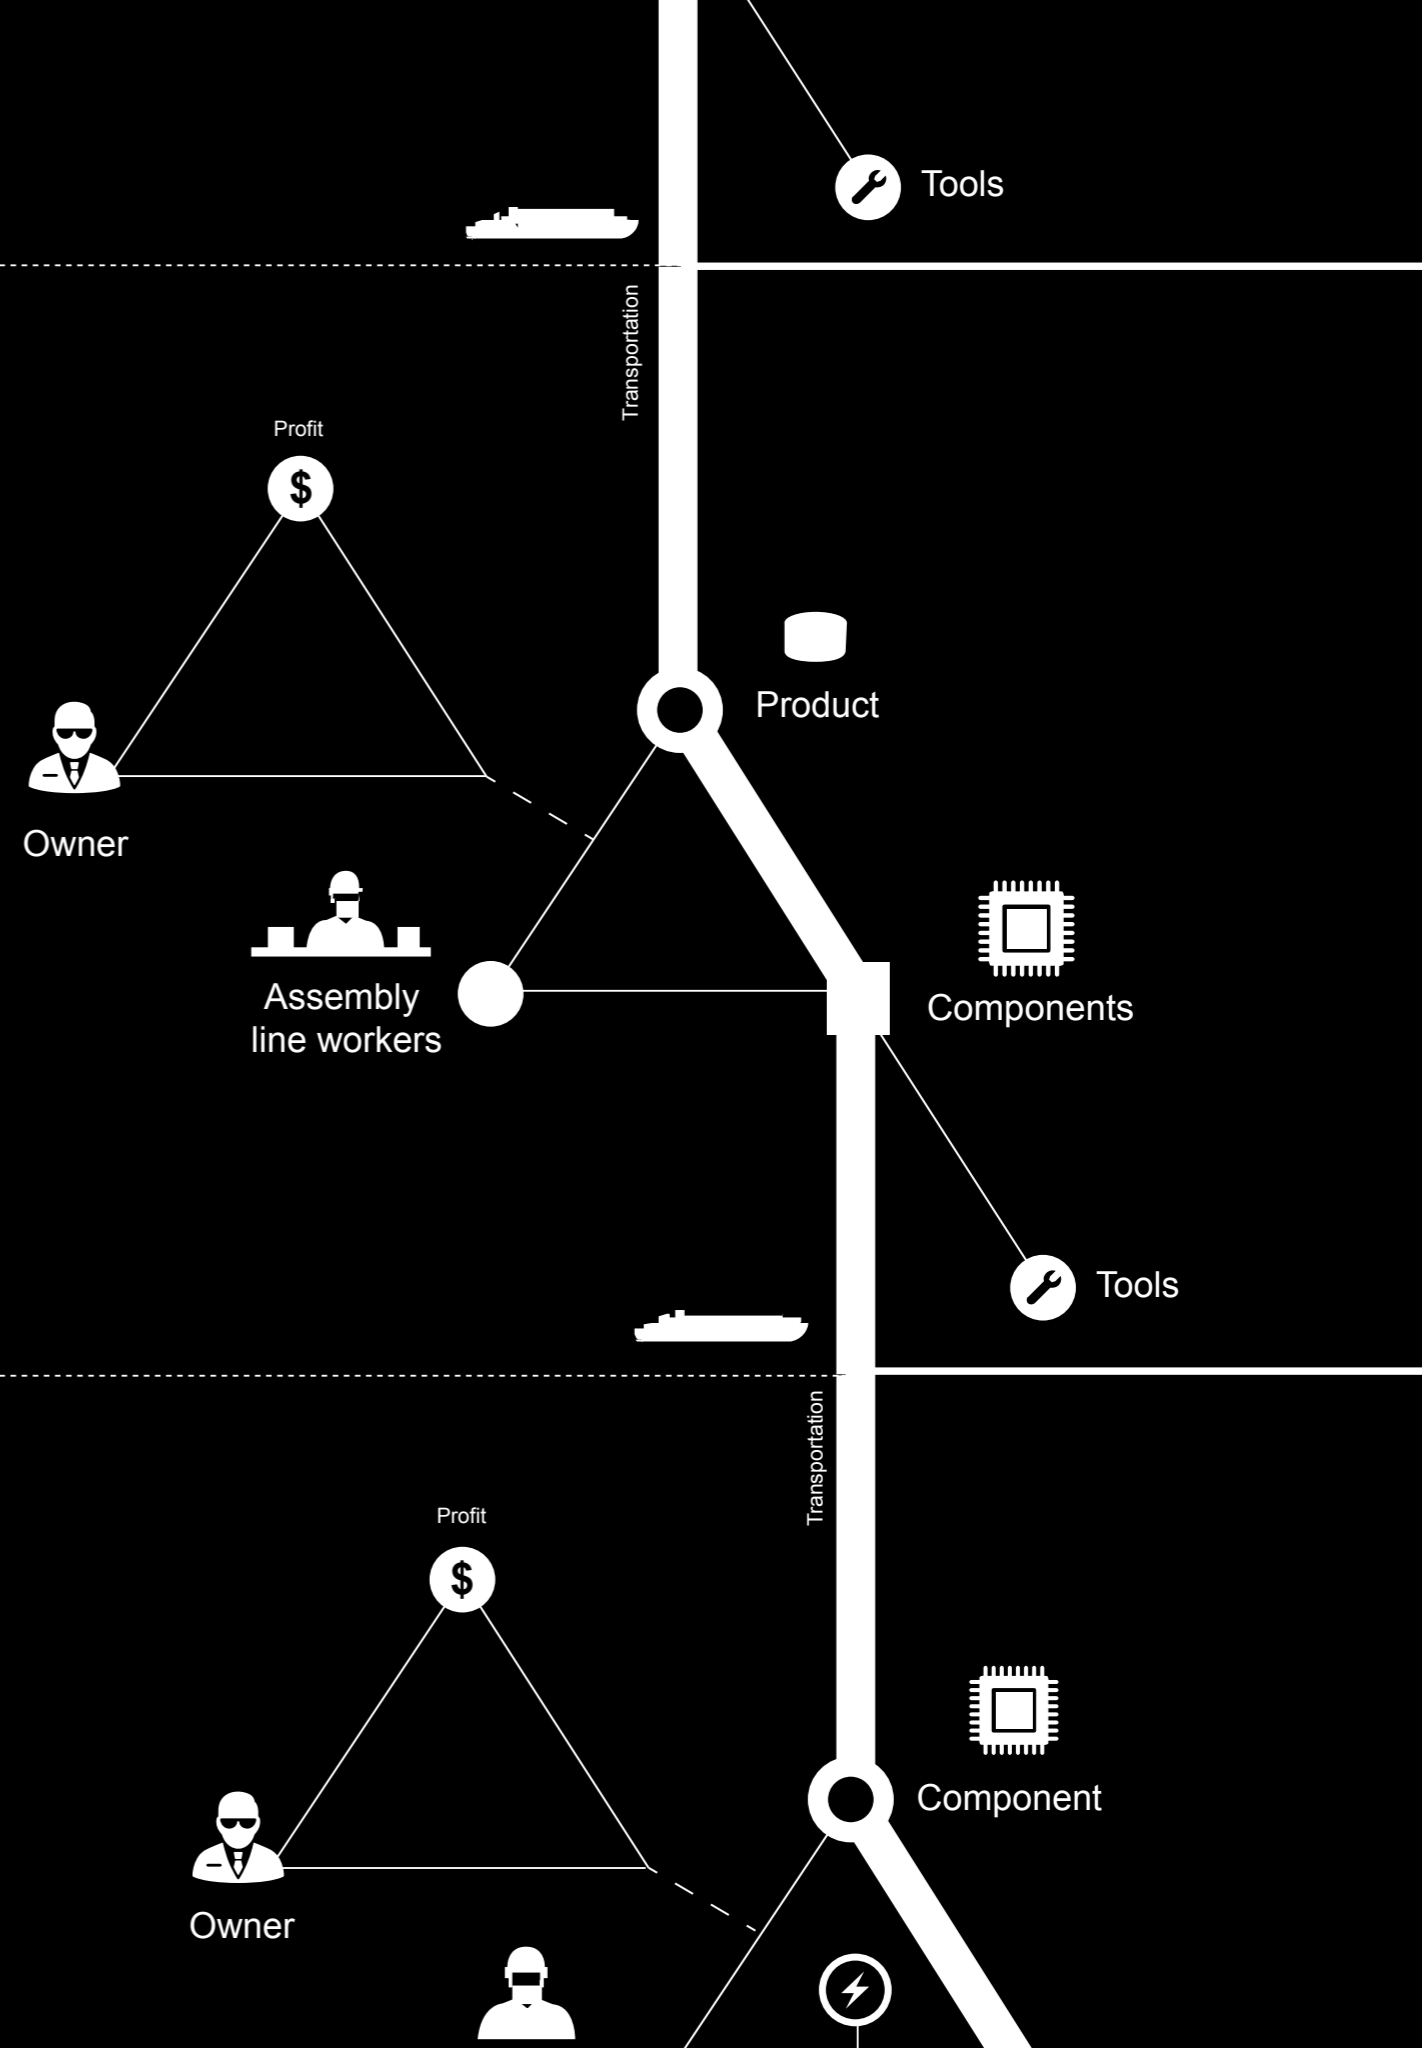 Tools
Transportation
Profit
$
Product
Owner
Assembly
line workers
Components
Tools
Transportation
Profit
$
Component
Owner